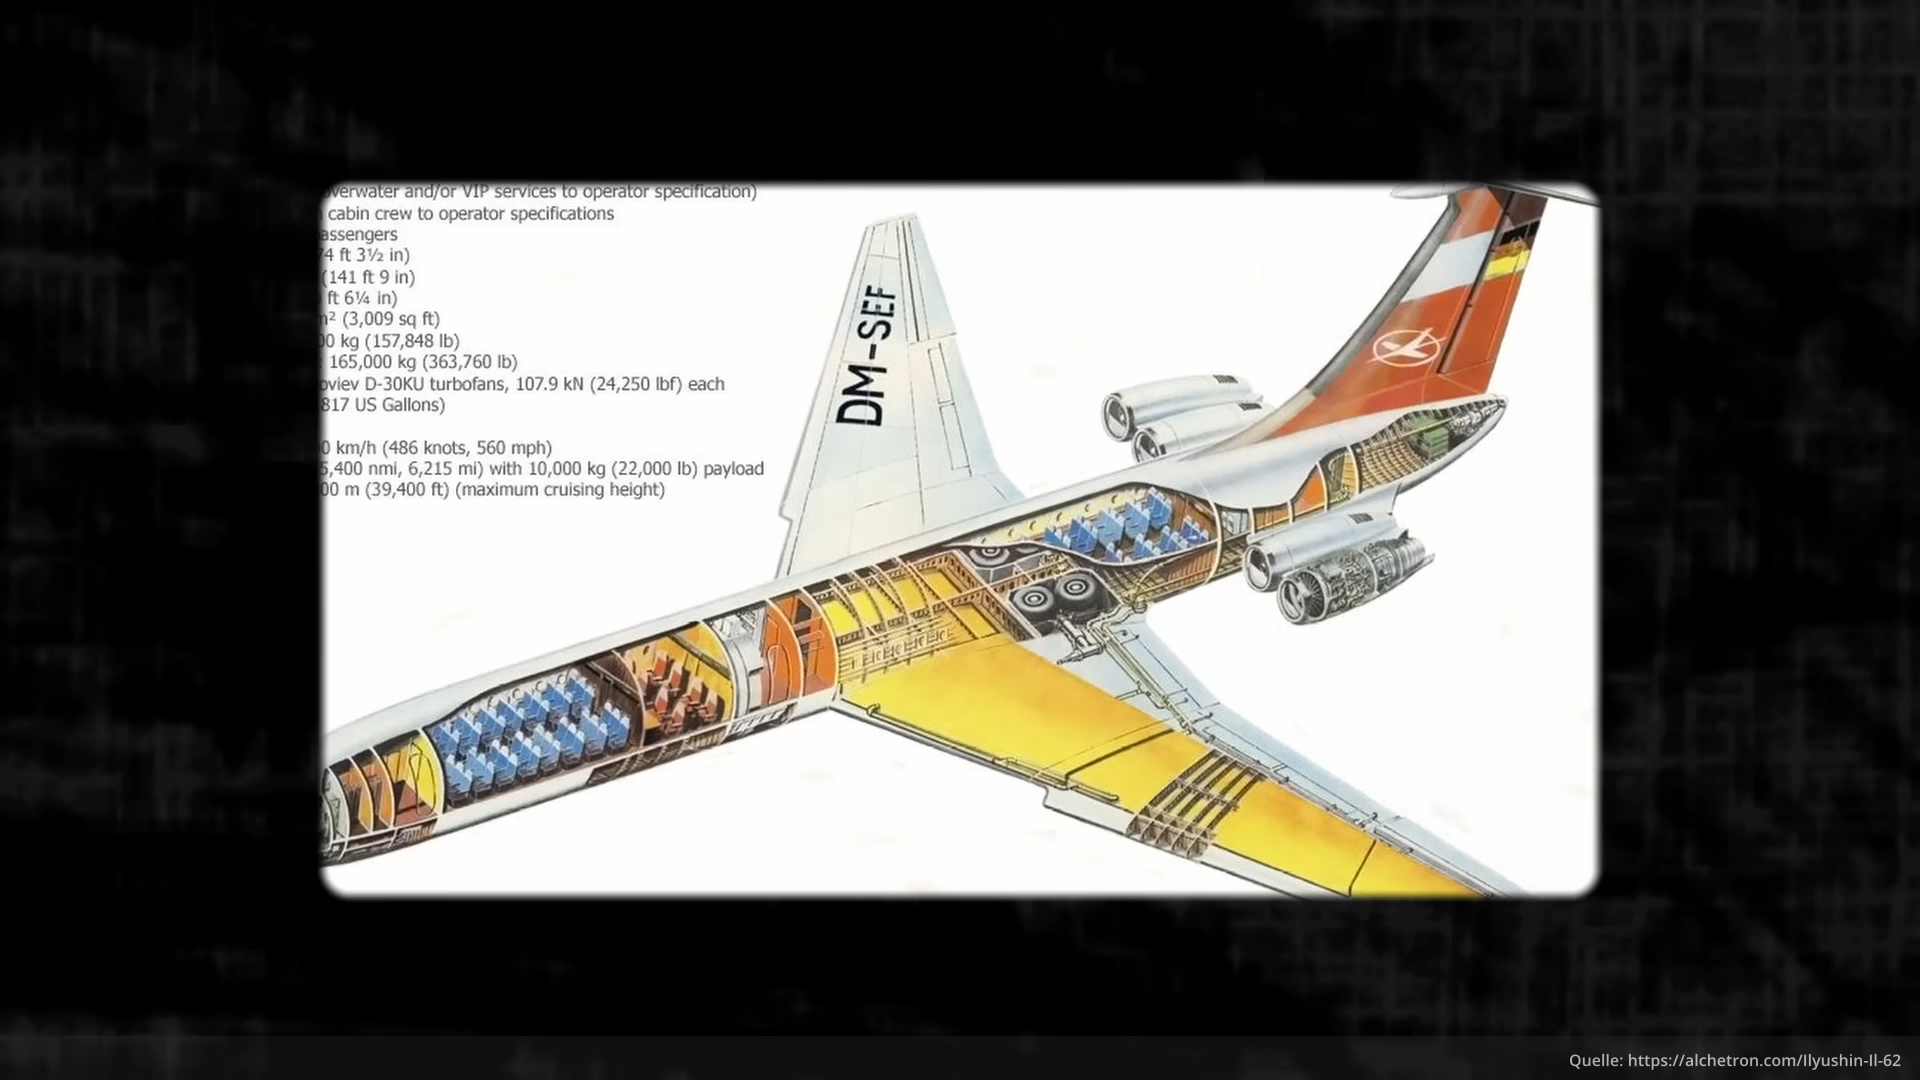 overwater and/or VIP services to operator specification)
cabin crew to operator specifications
assengers
74 ft 3½ in)
(141 ft 9 in)
ft 6¼ in)
m² (3,009 sq ft)
00 kg (157,848 lb)
165,000 kg (363,760 lb)
oviev D-30KU turbofans, 107.9 kN (24,250 lbf) each
817 US Gallons)
0 km/h (486 knots, 560 mph)
5,400 nmi, 6,215 mi) with 10,000 kg (22,000 lb) payload
00 m (39,400 ft) (maximum cruising height)
DM-SEF
Quelle: https://alchetron.com/Ilyushin-Il-62